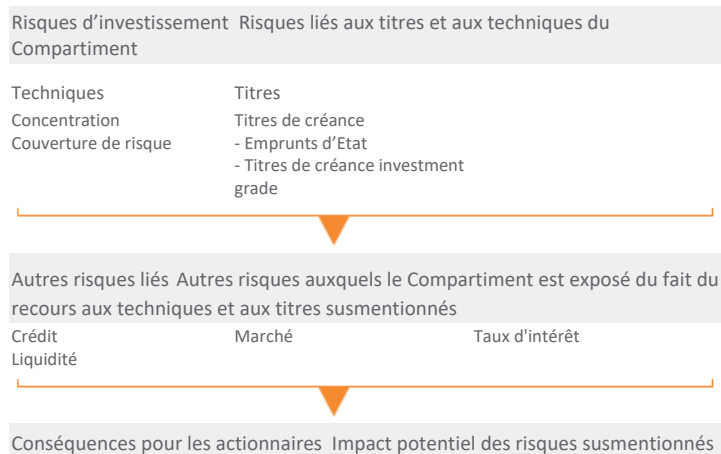 Risques d’investissement Risques liés aux titres et aux techniques du
Compartiment
Techniques Titres
Concentration Titres de créance
Couverture de risque - Emprunts d’Etat
- Titres de créance investment
grade
Autres risques liés Autres risques auxquels le Compartiment est exposé du fait du
recours aux techniques et aux titres susmentionnés
Crédit Marché Taux d'intérêt
Liquidité
Conséquences pour les actionnaires Impact potentiel des risques susmentionnés